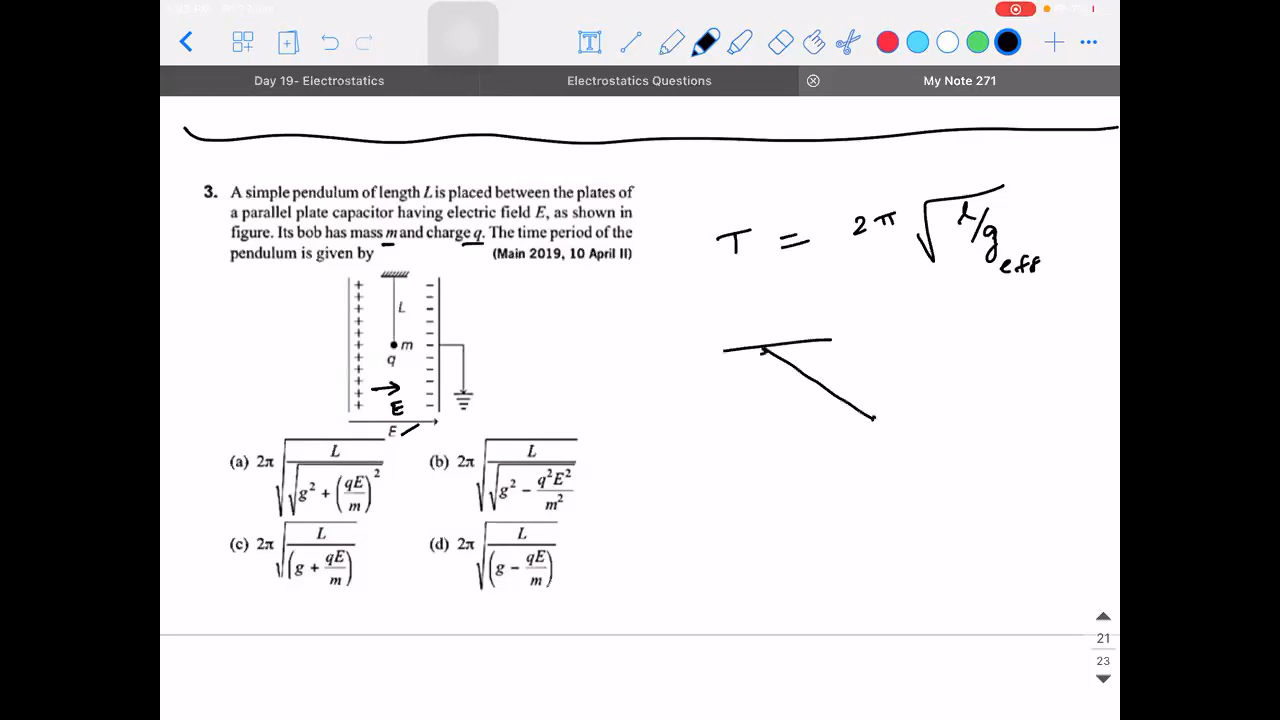 Day 19- Electrostatics
Electrostatics Questions
My Note 271
3. A simple pendulum of length L is placed between the plates of
a parallel plate capacitor having electric field E, as shown in
figure. Its bob has mass m and charge q. The time period of the
pendulum is given by (Main 2019, 10 April II)
+ + + + + + + + + + +
L
m
q
E
E
(a) 2π√(L/√(g² + (qE/m)²))
(b) 2π√(L/√(g² − q²E²/m²))
(c) 2π√(L/(g + qE/m))
(d) 2π√(L/(g − qE/m))
T = 2π √(l/g eff)
21
23